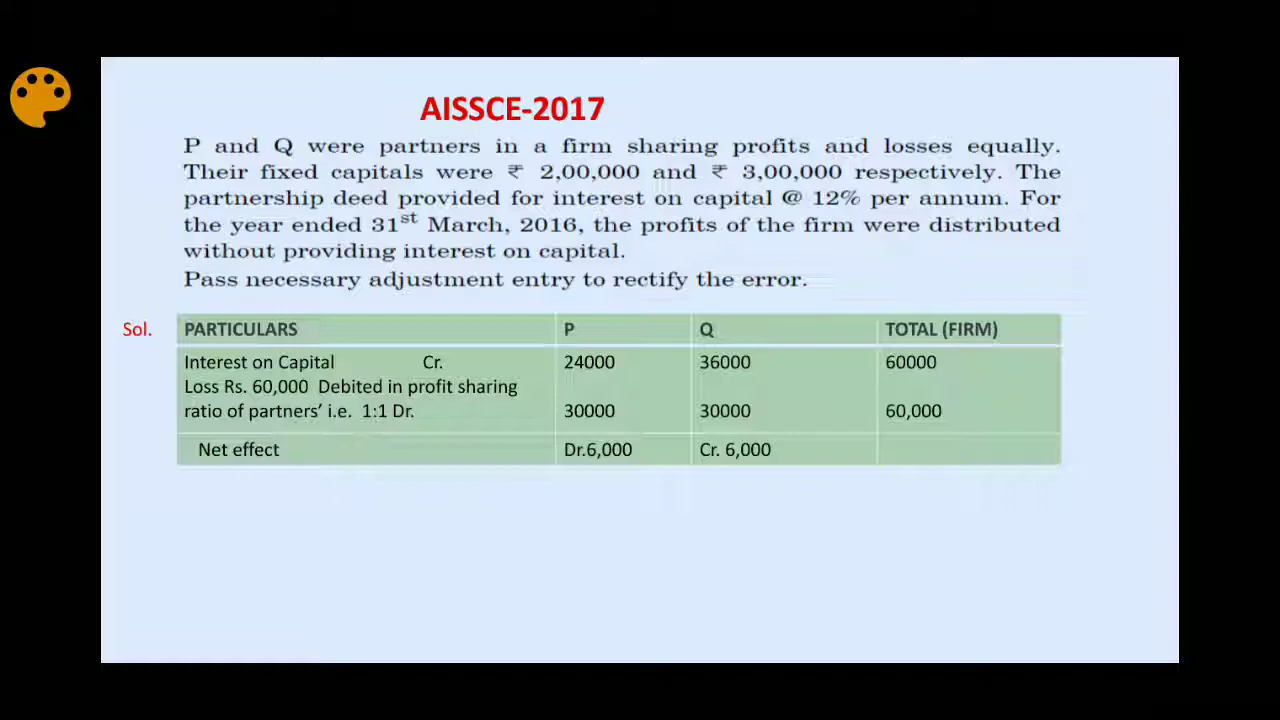 AISSCE-2017
P and Q were partners in a firm sharing profits and losses equally.
Their fixed capitals were ₹ 2,00,000 and ₹ 3,00,000 respectively. The
partnership deed provided for interest on capital @ 12% per annum. For
the year ended 31st March, 2016, the profits of the firm were distributed
without providing interest on capital.
Pass necessary adjustment entry to rectify the error.
Sol. PARTICULARS P Q TOTAL (FIRM)
Interest on Capital Cr. 24000 36000 60000
Loss Rs. 60,000 Debited in profit sharing
ratio of partners’ i.e. 1:1 Dr. 30000 30000 60,000
Net effect Dr.6,000 Cr. 6,000